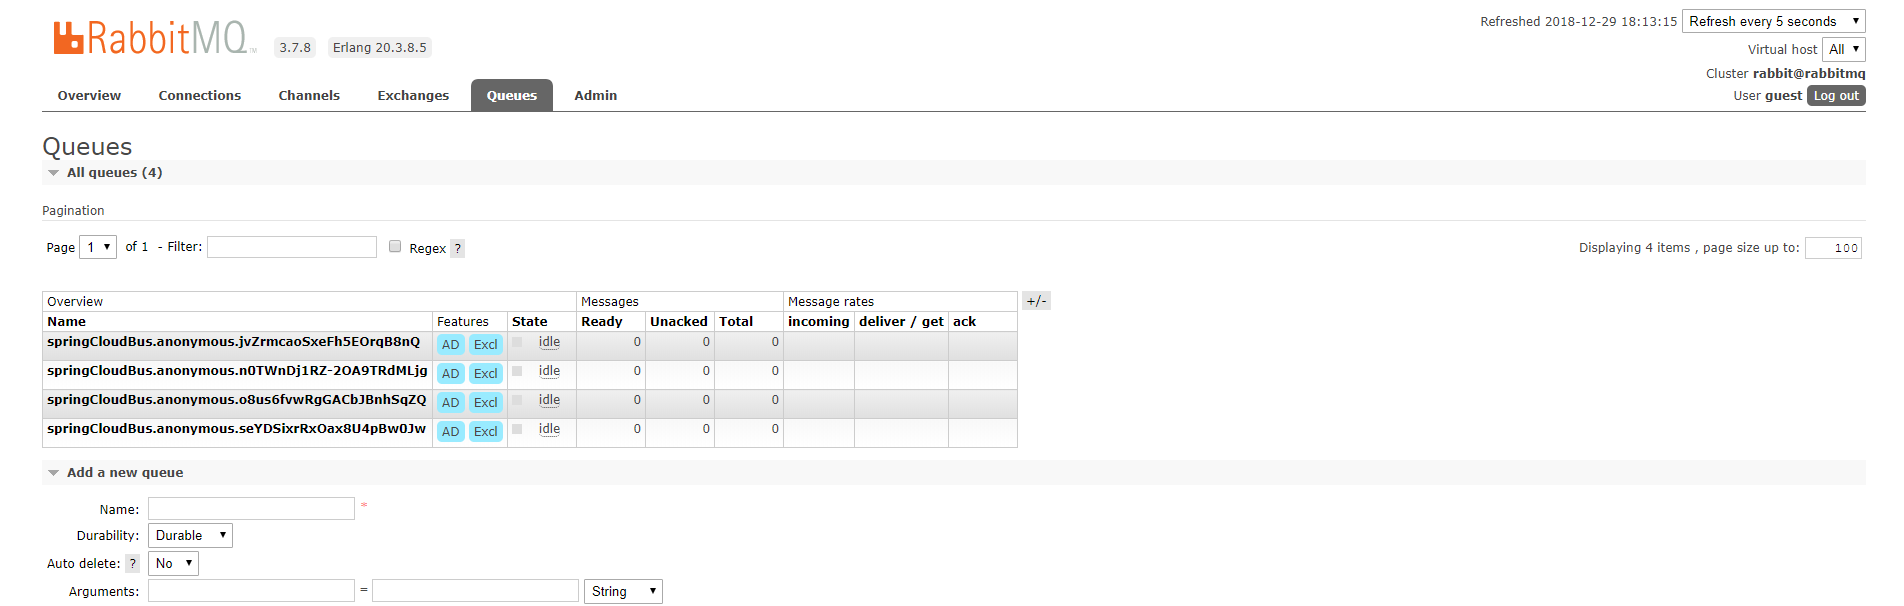 RabbitMQ TM 3.7.8 Erlang 20.3.8.5
Refreshed 2018-12-29 18:13:15 Refresh every 5 seconds
Virtual host All
Cluster rabbit@rabbitmq
User guest Log out
Overview Connections Channels Exchanges Queues Admin
Queues
All queues (4)
Pagination
Page 1 of 1 - Filter: Regex ? Displaying 4 items , page size up to: 100
Overview Messages Message rates +/-
Name Features State Ready Unacked Total incoming deliver / get ack
springCloudBus.anonymous.jvZrmcaoSxeFh5EOrqB8nQ AD Excl idle 0 0 0
springCloudBus.anonymous.n0TWnDj1RZ-2OA9TRdMLjg AD Excl idle 0 0 0
springCloudBus.anonymous.o8us6fvwRgGACbJBnhSqZQ AD Excl idle 0 0 0
springCloudBus.anonymous.seYDSixrRxOax8U4pBw0Jw AD Excl idle 0 0 0
Add a new queue
Name: *
Durability: Durable
Auto delete: ? No
Arguments: = String